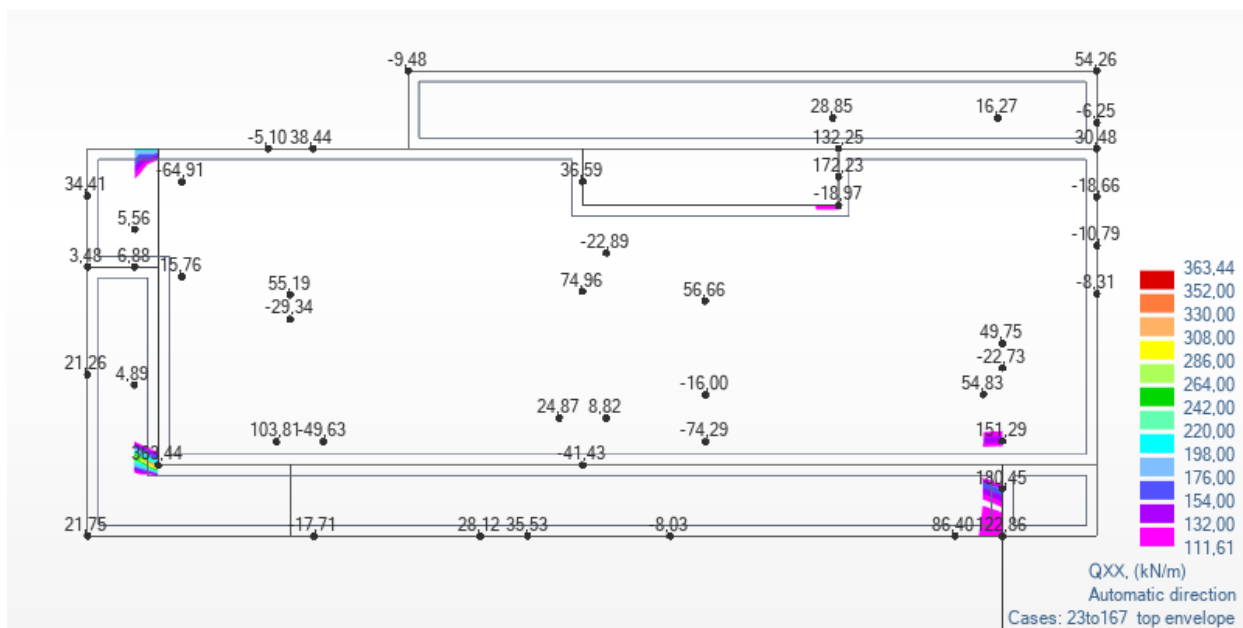 -9,48 54,26
28,85 16,27 -6,25
-5,10 38,44 132,25 30,48
-64,91 36,59 172,23
34,41 -18,97 -18,66
5,56 -22,89 -10,79
3,48 6,88 15,76 363,44
55,19 74,96 56,66 -8,31 352,00
-29,34 330,00
49,75 308,00
21,26 -22,73 286,00
4,89 -16,00 54,83 264,00
24,87 8,82 242,00
103,81 -49,63 -74,29 151,29 220,00
363,44 -41,43 198,00
180,45 176,00
154,00
21,75 -17,71 28,12 35,53 -8,03 86,40 122,86 132,00
111,61
QXX, (kN/m)
Automatic direction
Cases: 23to167 top envelope